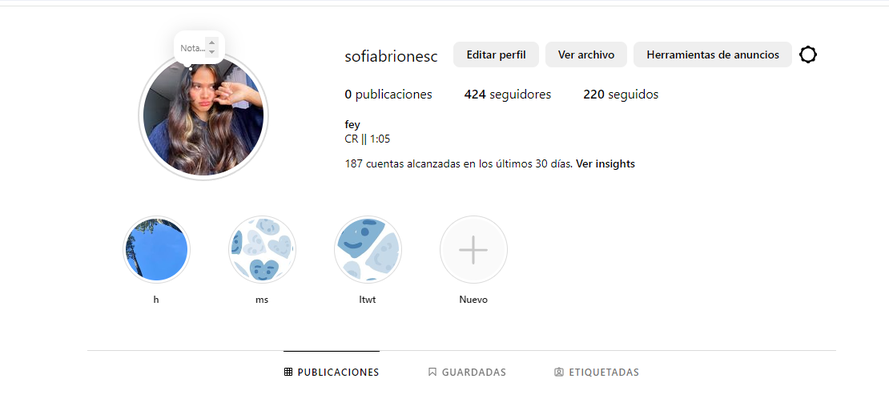 Nota...
sofiabrionesc Editar perfil Ver archivo Herramientas de anuncios
0 publicaciones 424 seguidores 220 seguidos
fey
CR || 1:05
187 cuentas alcanzadas en los últimos 30 días. Ver insights
h ms ltwt Nuevo
PUBLICACIONES GUARDADAS ETIQUETADAS